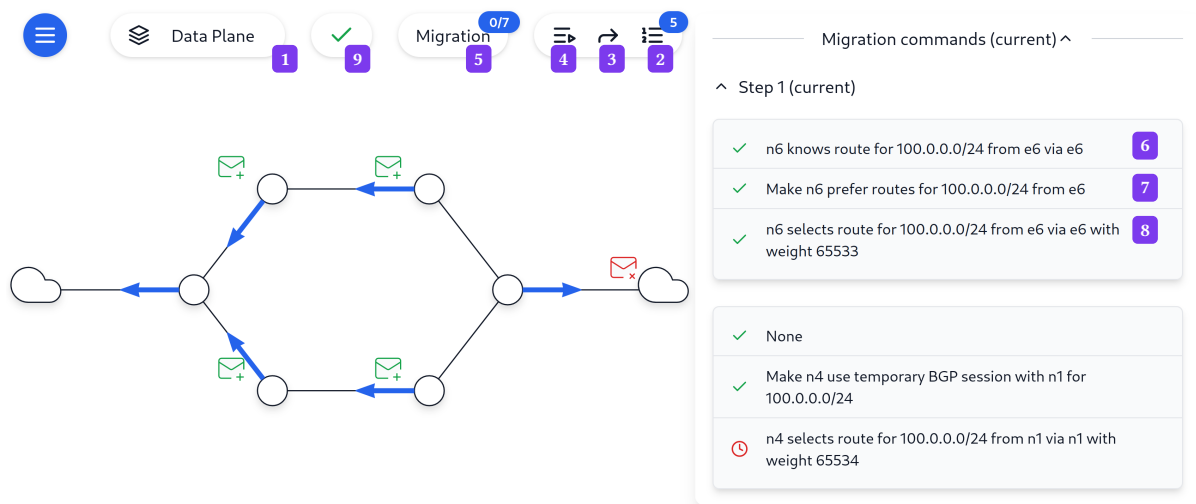 Data Plane
1
9
Migration
0/7
5
4
3
5
2
Migration commands (current)
Step 1 (current)
n6 knows route for 100.0.0.0/24 from e6 via e6
6
Make n6 prefer routes for 100.0.0.0/24 from e6
7
n6 selects route for 100.0.0.0/24 from e6 via e6 with
weight 65533
8
None
Make n4 use temporary BGP session with n1 for
100.0.0.0/24
n4 selects route for 100.0.0.0/24 from n1 via n1 with
weight 65534